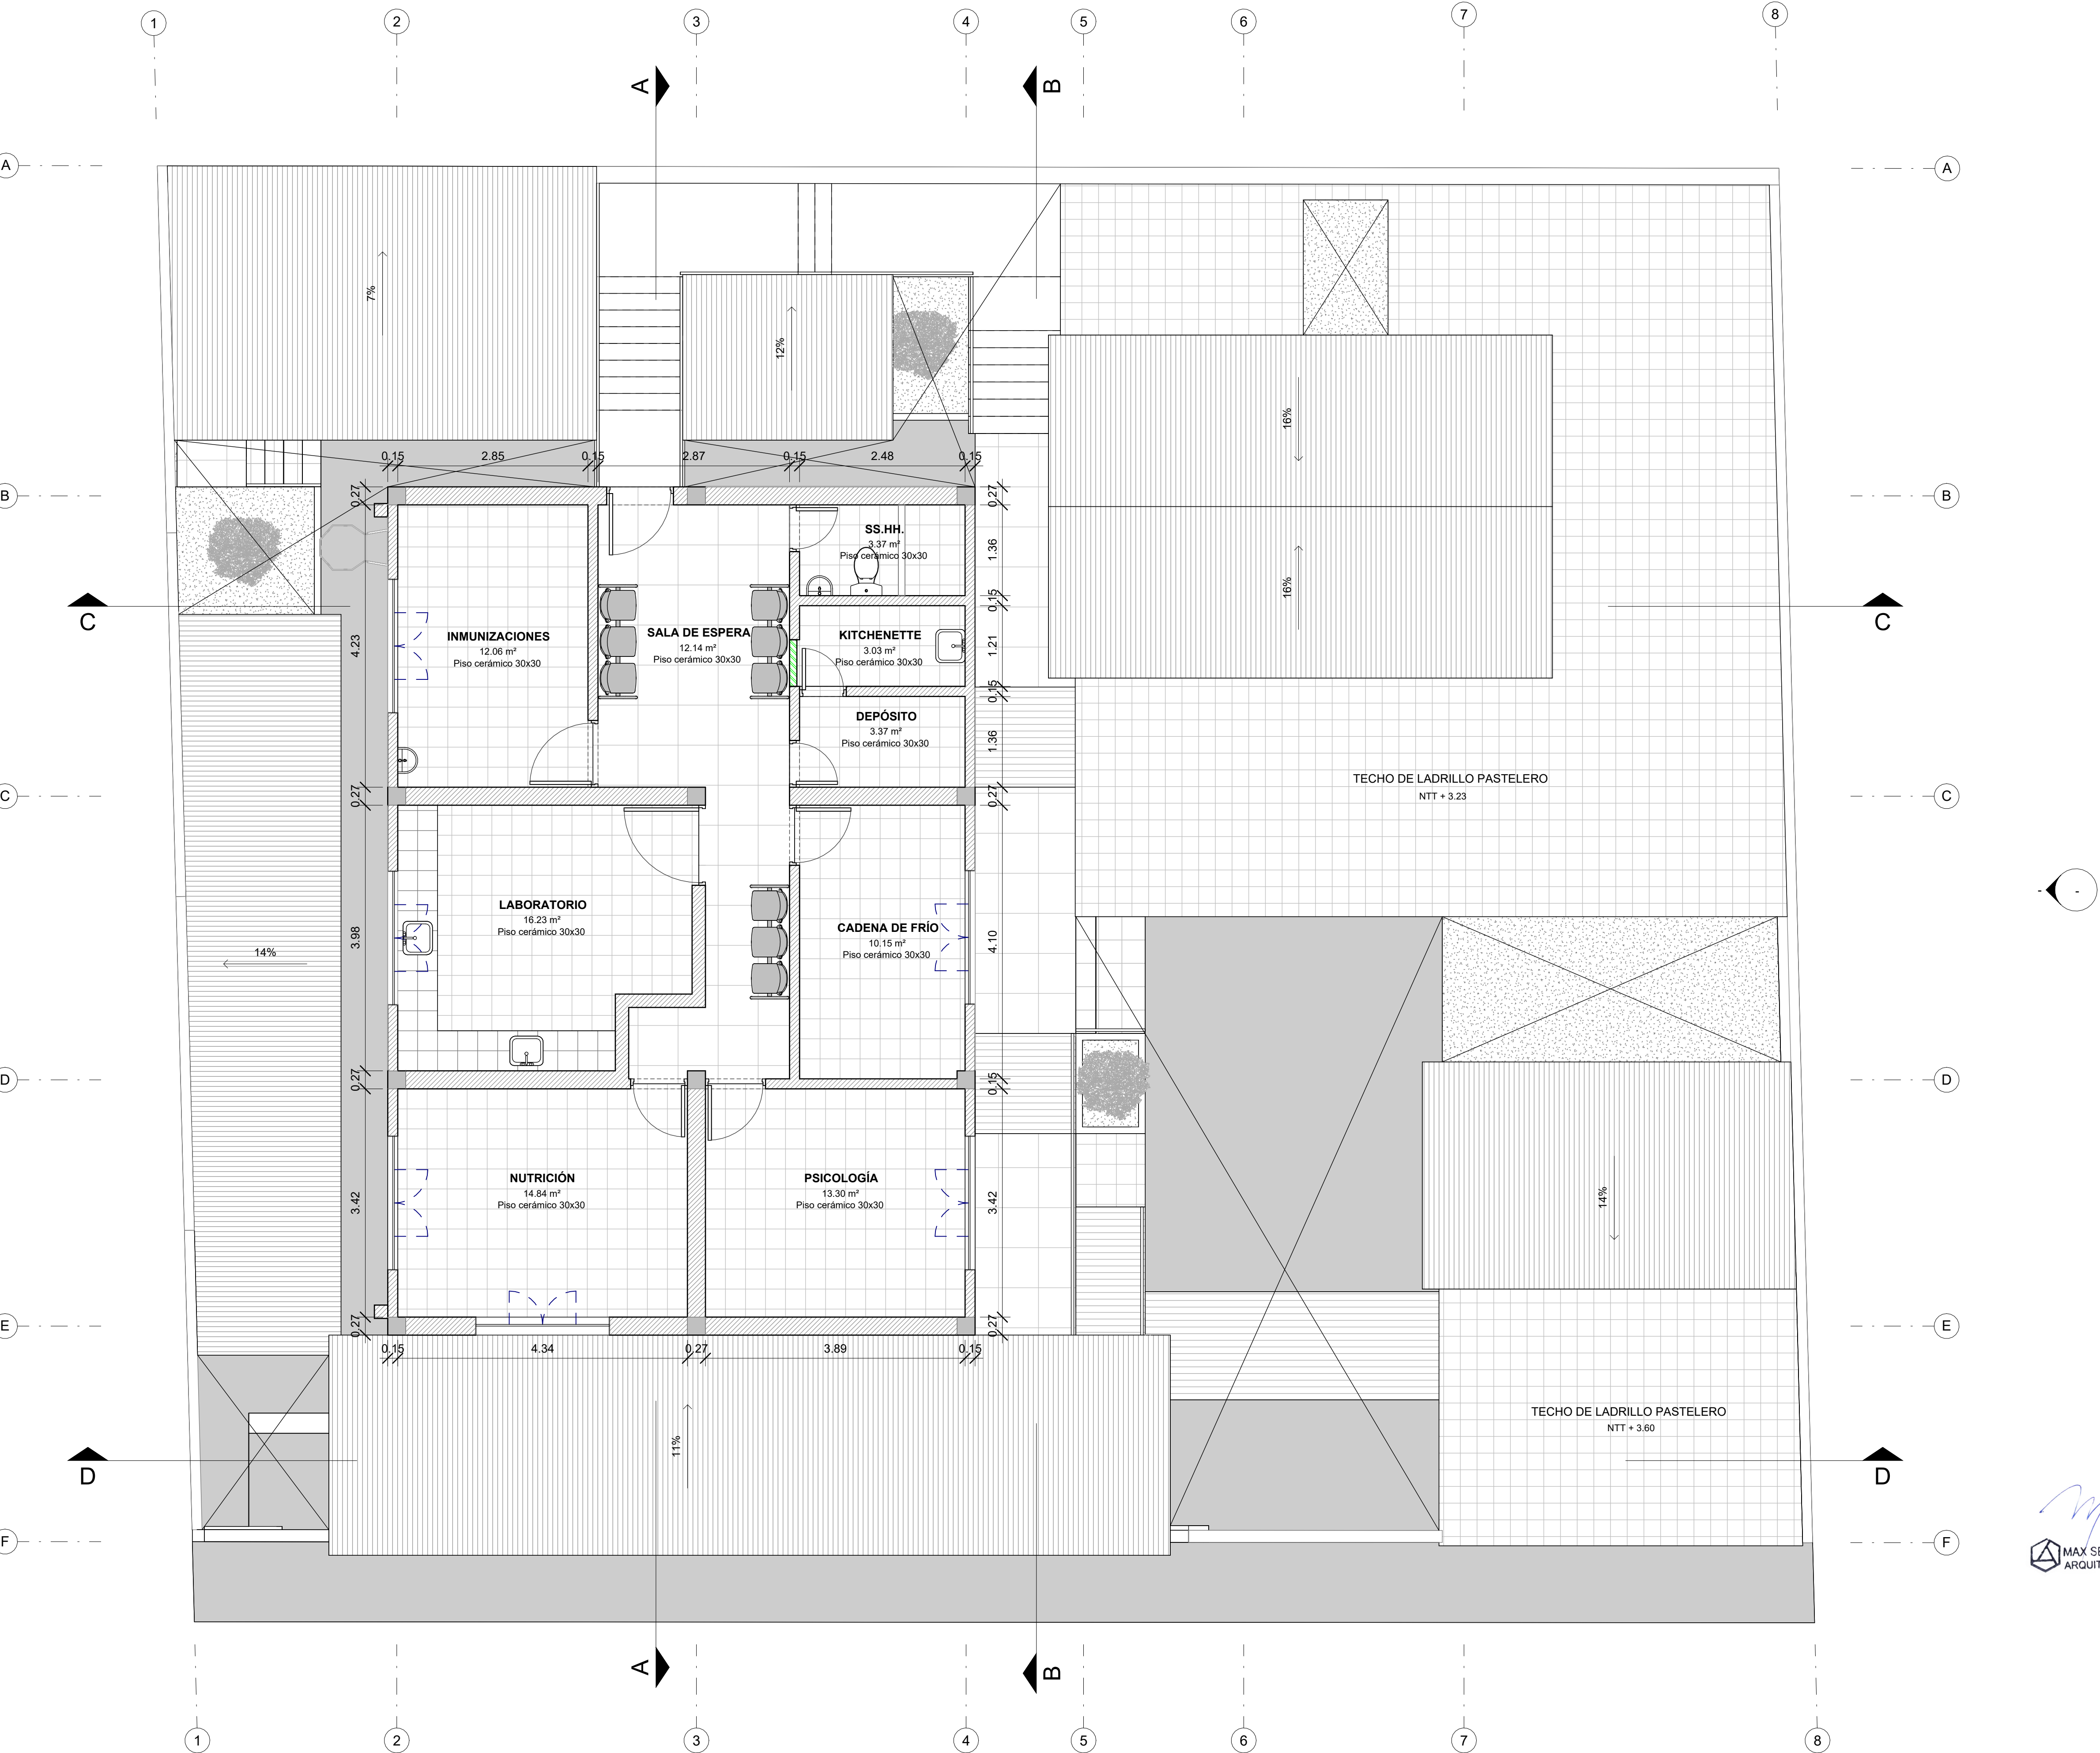 1 2 3 4 5 6 7 8
A B
A A
7%
12%
16%
0.15 2.85 0.15 2.87 0.15 2.48 0.15
B B
0.27 0.27
SS.HH.
3.37 m²
Piso cerámico 30x30
1.36
16%
0.15
C C
INMUNIZACIONES
12.06 m²
Piso cerámico 30x30
SALA DE ESPERA
12.14 m²
Piso cerámico 30x30
KITCHENETTE
3.03 m²
Piso cerámico 30x30
4.23 1.21
0.15
DEPÓSITO
3.37 m²
Piso cerámico 30x30
1.36
TECHO DE LADRILLO PASTELERO
NTT + 3.23
C C
0.27 0.27
- -
LABORATORIO
16.23 m²
Piso cerámico 30x30
CADENA DE FRÍO
10.15 m²
Piso cerámico 30x30
3.98 4.10
14%
D D
0.27 0.15
NUTRICIÓN
14.84 m²
Piso cerámico 30x30
PSICOLOGÍA
13.30 m²
Piso cerámico 30x30
3.42 3.42
14%
E E
0.27 0.27
0.15 4.34 0.27 3.89 0.15
TECHO DE LADRILLO PASTELERO
NTT + 3.60
11%
D D
F F
MAX
A B
1 2 3 4 5 6 7 8